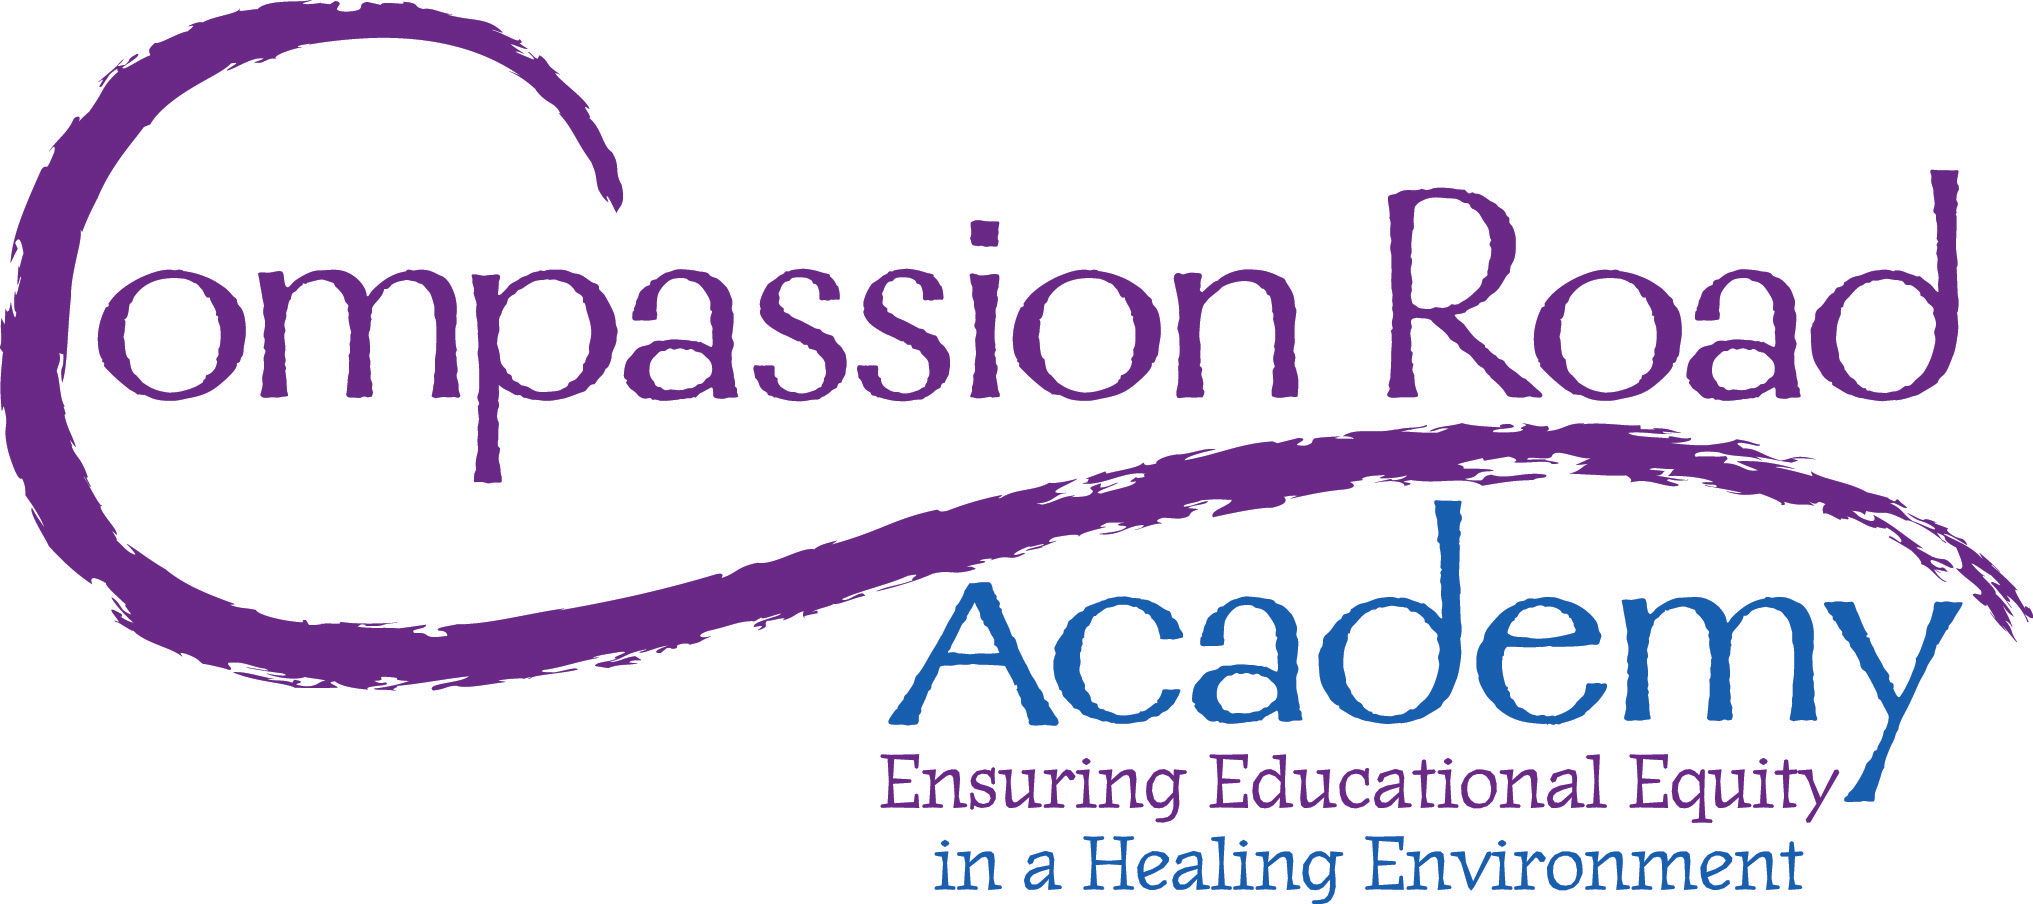 Compassion Road
Academy
Ensuring Educational Equity
in a Healing Environment